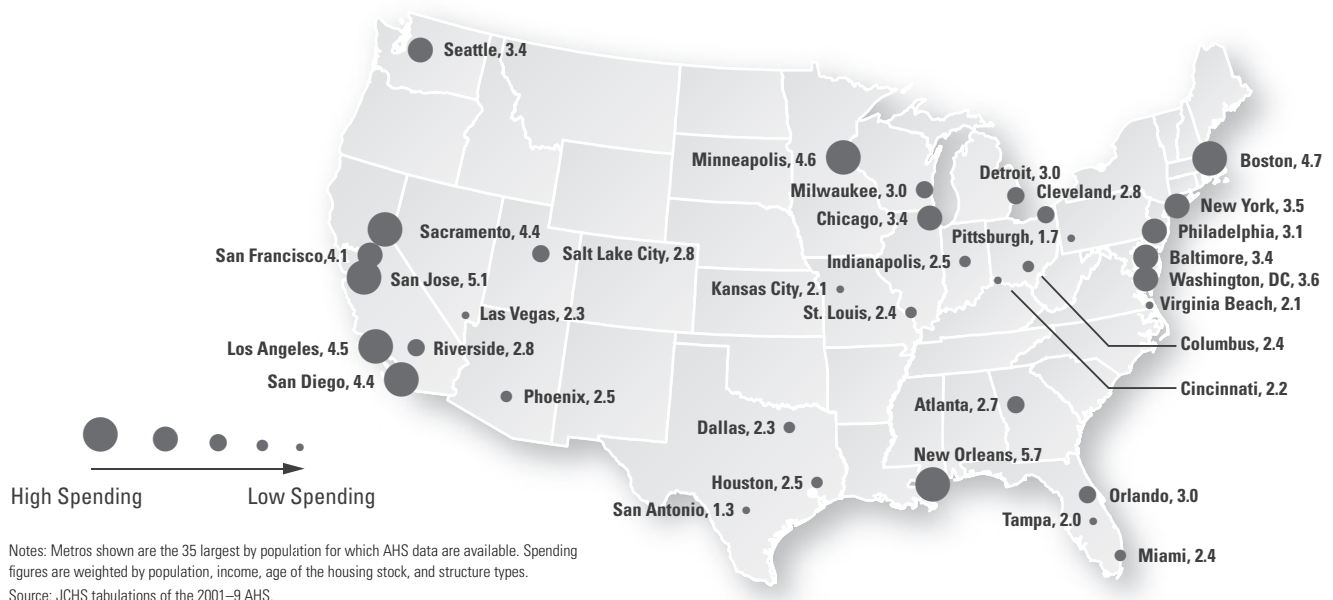 Seattle, 3.4
Minneapolis, 4.6
Boston, 4.7
Detroit, 3.0
Milwaukee, 3.0
Cleveland, 2.8
New York, 3.5
Chicago, 3.4
Sacramento, 4.4
Philadelphia, 3.1
Pittsburgh, 1.7
San Francisco,4.1
Salt Lake City, 2.8
Baltimore, 3.4
Indianapolis, 2.5
San Jose, 5.1
Washington, DC, 3.6
Kansas City, 2.1
Virginia Beach, 2.1
Las Vegas, 2.3
St. Louis, 2.4
Columbus, 2.4
Los Angeles, 4.5
Riverside, 2.8
San Diego, 4.4
Cincinnati, 2.2
Phoenix, 2.5
Atlanta, 2.7
Dallas, 2.3
New Orleans, 5.7
Houston, 2.5
High Spending
Low Spending
Orlando, 3.0
San Antonio, 1.3
Tampa, 2.0
Miami, 2.4
Notes: Metros shown are the 35 largest by population for which AHS data are available. Spending
figures are weighted by population, income, age of the housing stock, and structure types.
Source: JCHS tabulations of the 2001–9 AHS.